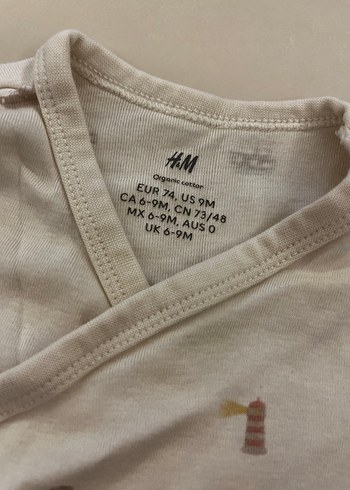 H&M
Organic cotton
EUR 74, US 9M
CA 6-9M, CN 73/48
MX 6-9M, AUS 0
UK 6-9M